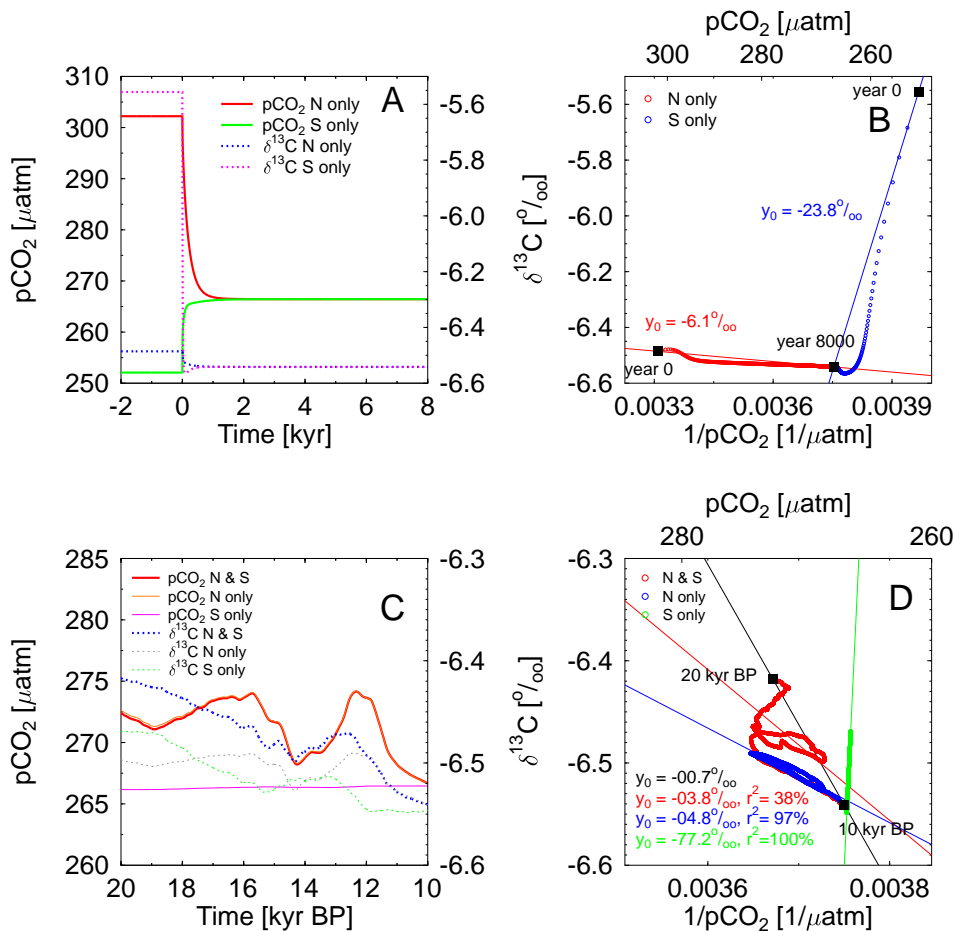 A
310
300
290
280
270
260
250
pCO2 [μatm]
-2 0 2 4 6 8
Time [kyr]
pCO2 N only
pCO2 S only
δ13C N only
δ13C S only
-5.6
-5.8
-6.0
-6.2
-6.4
-6.6
δ13C [o/oo]
pCO2 [μatm]
300 280 260
B
N only
S only
year 0
y0 = -23.8o/oo
y0 = -6.1o/oo
year 8000
year 0
-5.6
-5.8
-6.0
-6.2
-6.4
-6.6
0.0033 0.0036 0.0039
1/pCO2 [1/μatm]
C
285
280
275
270
265
260
pCO2 [μatm]
20 18 16 14 12 10
Time [kyr BP]
pCO2 N & S
pCO2 N only
pCO2 S only
δ13C N & S
δ13C N only
δ13C S only
-6.3
-6.4
-6.5
-6.6
δ13C [o/oo]
pCO2 [μatm]
280 260
D
N & S
N only
S only
20 kyr BP
y0 = -00.7o/oo
y0 = -03.8o/oo, r2= 38%
y0 = -04.8o/oo, r2= 97%
y0 = -77.2o/oo, r2=100%
10 kyr BP
-6.3
-6.4
-6.5
-6.6
0.0036 0.0038
1/pCO2 [1/μatm]